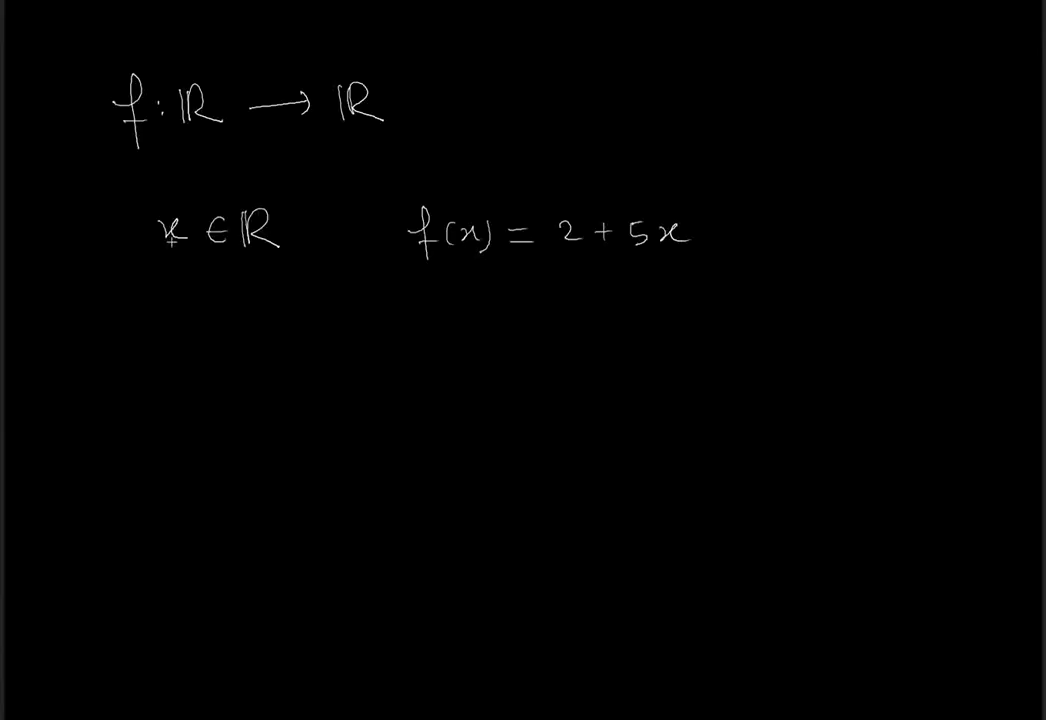 f : ℝ ⟶ ℝ
x ∈ ℝ f(x) = 2 + 5x